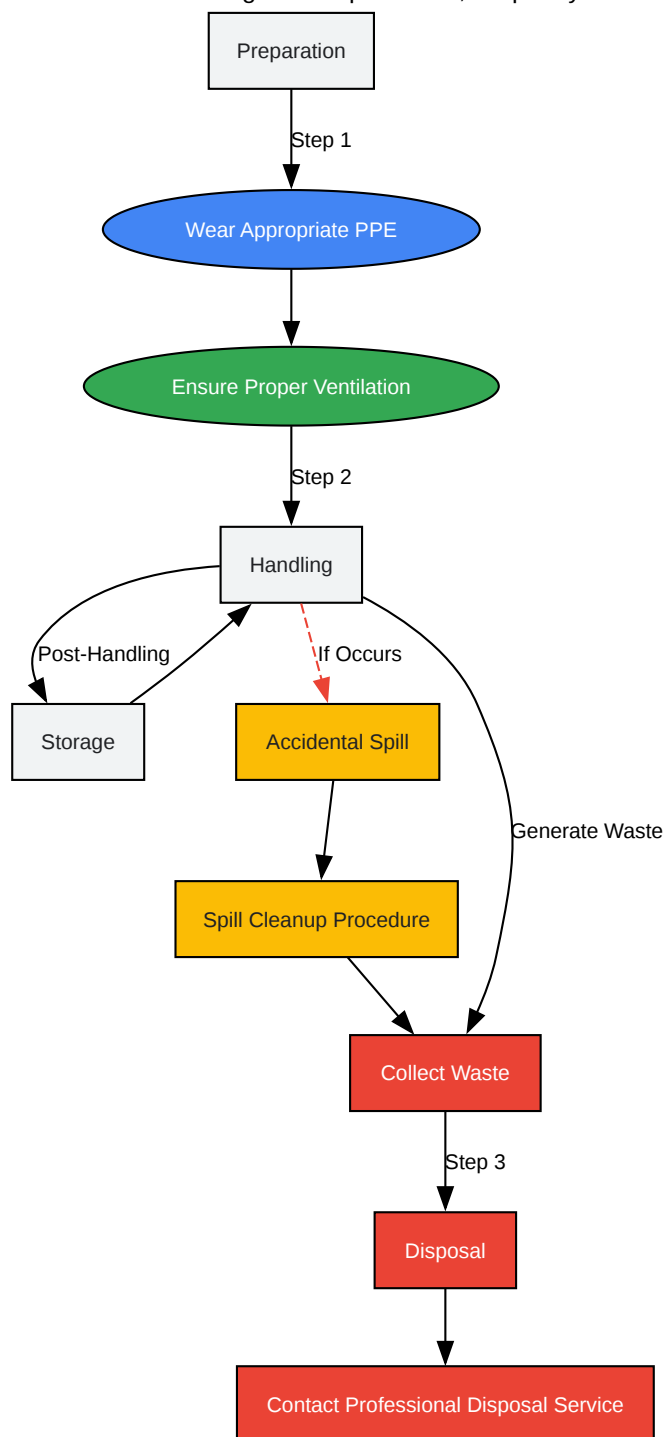 Preparation
Step 1
Wear Appropriate PPE
Ensure Proper Ventilation
Step 2
Handling
Post-Handling
If Occurs
Storage
Accidental Spill
Generate Waste
Spill Cleanup Procedure
Collect Waste
Step 3
Disposal
Contact Professional Disposal Service